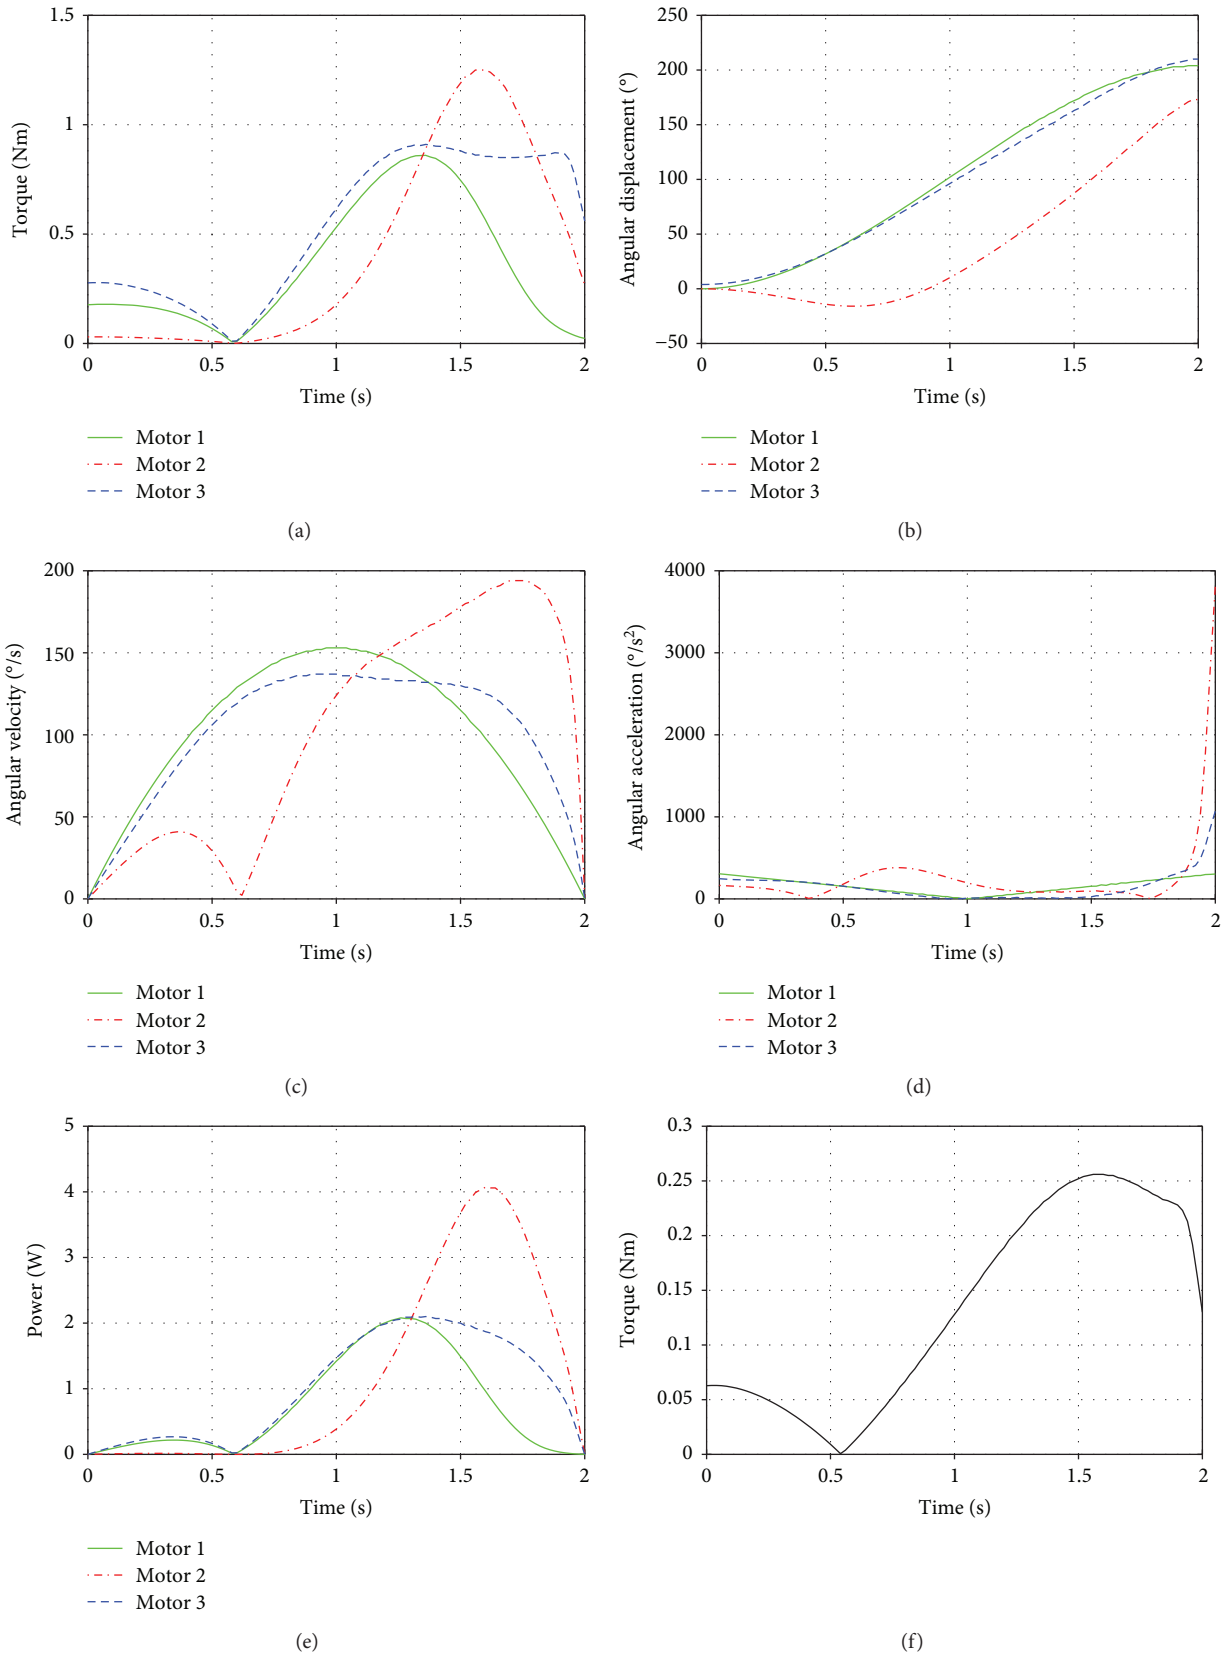 1.5
1
0.5
0
Torque (Nm)
0
0.5
1
1.5
2
Time (s)
Motor 1
Motor 2
Motor 3
(a)
250
200
150
100
50
0
−50
Angular displacement (°)
0
0.5
1
1.5
2
Time (s)
Motor 1
Motor 2
Motor 3
(b)
200
150
100
50
0
Angular velocity (°/s)
0
0.5
1
1.5
2
Time (s)
Motor 1
Motor 2
Motor 3
(c)
4000
3000
2000
1000
0
Angular acceleration (°/s²)
0
0.5
1
1.5
2
Time (s)
Motor 1
Motor 2
Motor 3
(d)
5
4
3
2
1
0
Power (W)
0
0.5
1
1.5
2
Time (s)
Motor 1
Motor 2
Motor 3
(e)
0.3
0.25
0.2
0.15
0.1
0.05
0
Torque (Nm)
0
0.5
1
1.5
2
Time (s)
(f)